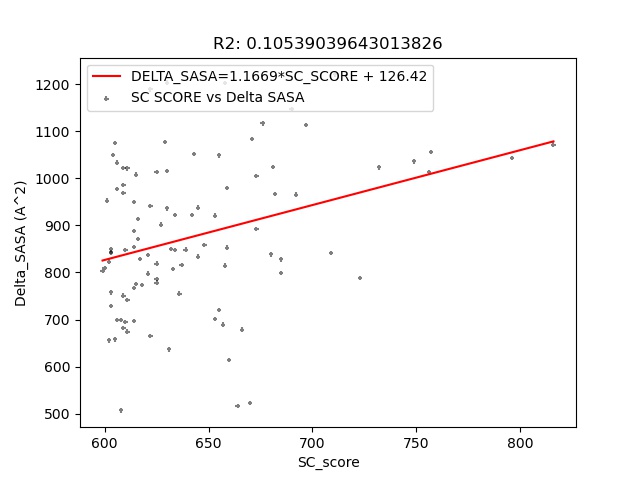 R2: 0.10539039643013826
DELTA_SASA=1.1669*SC_SCORE + 126.42
SC SCORE vs Delta SASA
Delta_SASA (A^2)
1200
1100
1000
900
800
700
600
500
600
650
700
750
800
SC_score